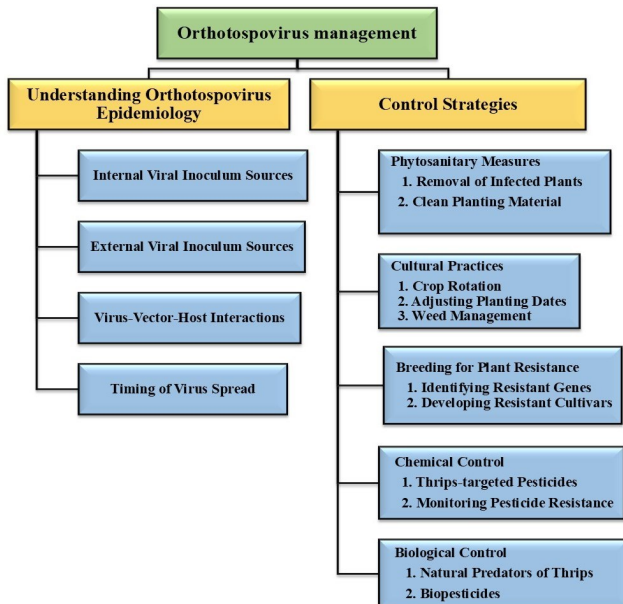 Orthotospovirus management
Understanding Orthotospovirus
Epidemiology
Internal Viral Inoculum Sources
External Viral Inoculum Sources
Virus-Vector-Host Interactions
Timing of Virus Spread
Control Strategies
Phytosanitary Measures
1. Removal of Infected Plants
2. Clean Planting Material
Cultural Practices
1. Crop Rotation
2. Adjusting Planting Dates
3. Weed Management
Breeding for Plant Resistance
1. Identifying Resistant Genes
2. Developing Resistant Cultivars
Chemical Control
1. Thrips-targeted Pesticides
2. Monitoring Pesticide Resistance
Biological Control
1. Natural Predators of Thrips
2. Biopesticides